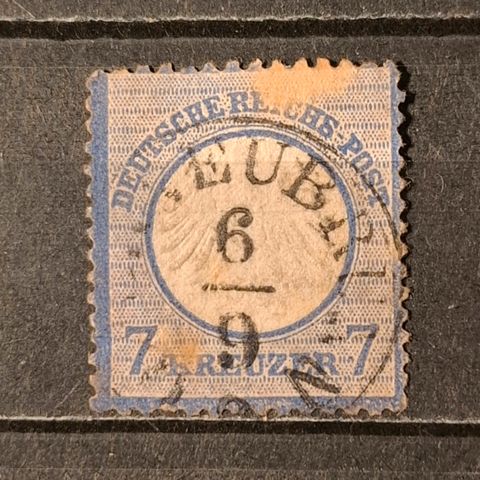 DEUTSCHE REICHS-POST
6
9
7 KREUZER 7